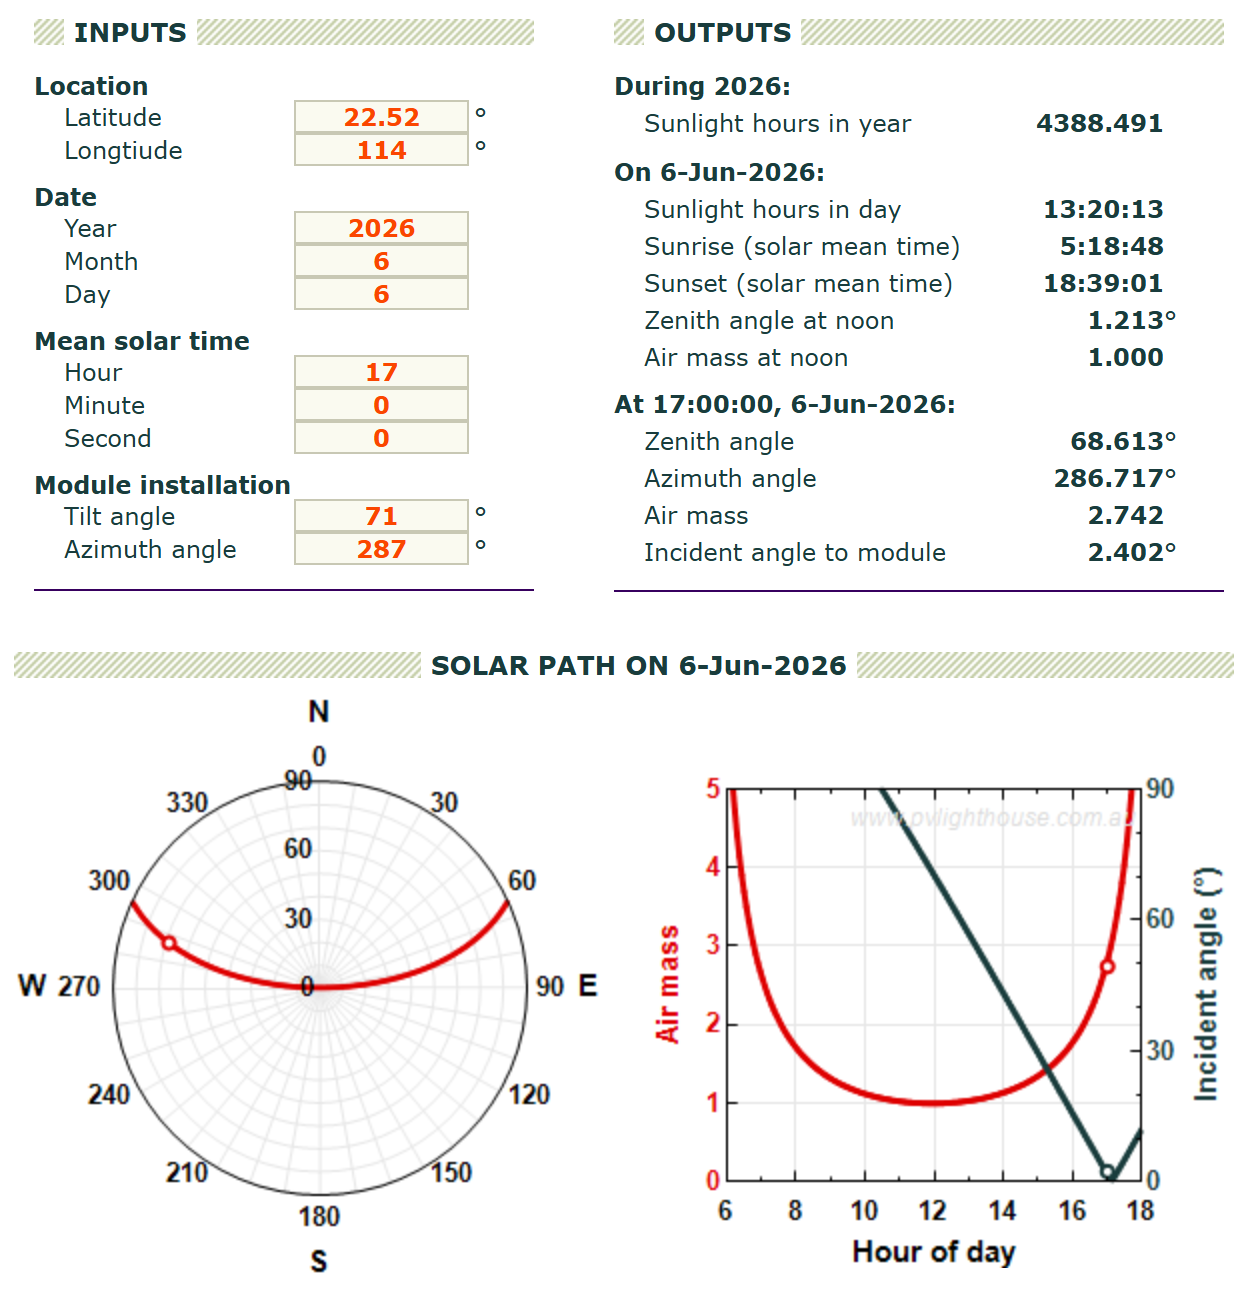 INPUTS
Location
Latitude 22.52 °
Longtiude 114 °
Date
Year 2026
Month 6
Day 6
Mean solar time
Hour 17
Minute 0
Second 0
Module installation
Tilt angle 71 °
Azimuth angle 287 °
OUTPUTS
During 2026:
Sunlight hours in year 4388.491
On 6-Jun-2026:
Sunlight hours in day 13:20:13
Sunrise (solar mean time) 5:18:48
Sunset (solar mean time) 18:39:01
Zenith angle at noon 1.213°
Air mass at noon 1.000
At 17:00:00, 6-Jun-2026:
Zenith angle 68.613°
Azimuth angle 286.717°
Air mass 2.742
Incident angle to module 2.402°
SOLAR PATH ON 6-Jun-2026
N
0
90
330 30
60
300 60
30
W 270 0 90 E
240 120
210 150
180
S
5 90
www.pvlighthouse.com.a
4
60
3
2
30
1
0 0
6 8 10 12 14 16 18
Hour of day
Air mass
Incident angle (°)